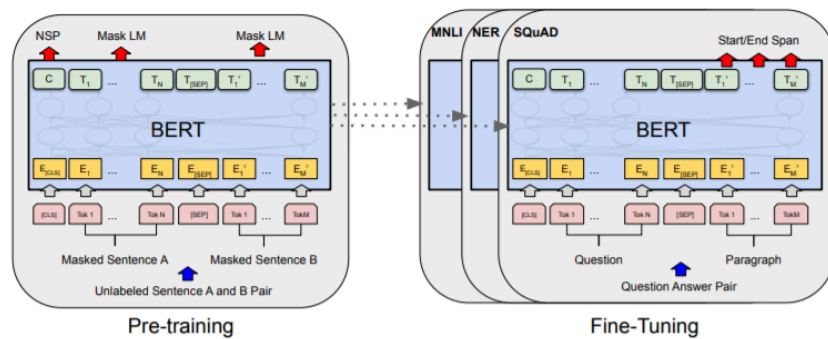 NSP Mask LM Mask LM
C T1 ... TN T[SEP] T1' ... TM'
BERT
E[CLS] E1 ... EN E[SEP] E1' ... EM'
[CLS] Tok 1 ... Tok N [SEP] Tok 1 ... TokM
Masked Sentence A Masked Sentence B
Unlabeled Sentence A and B Pair
Pre-training
MNLI NER SQuAD
Start/End Span
C T1 ... TN T[SEP] T1' ... TM'
BERT
E[CLS] E1 ... EN E[SEP] E1' ... EM'
[CLS] Tok 1 ... Tok N [SEP] Tok 1 ... TokM
Question Paragraph
Question Answer Pair
Fine-Tuning